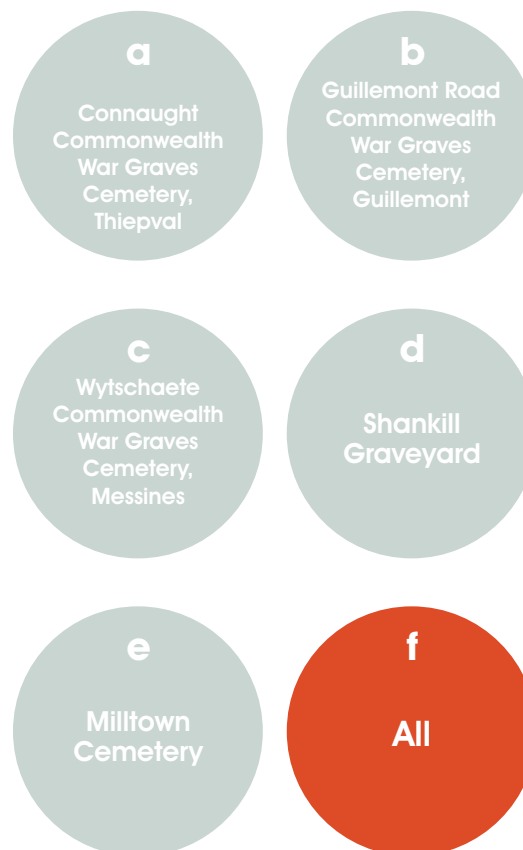 a
Connaught
Commonwealth
War Graves
Cemetery,
Thiepval
b
Guillemont Road
Commonwealth
War Graves
Cemetery,
Guillemont
c
Wytschaete
Commonwealth
War Graves
Cemetery,
Messines
d
Shankill
Graveyard
e
Milltown
Cemetery
f
All